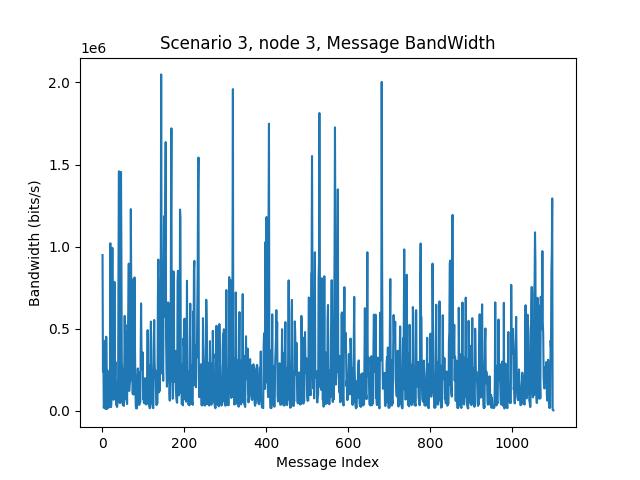 Scenario 3, node 3, Message BandWidth
1e6
2.0
1.5
1.0
0.5
0.0
Bandwidth (bits/s)
0 200 400 600 800 1000
Message Index